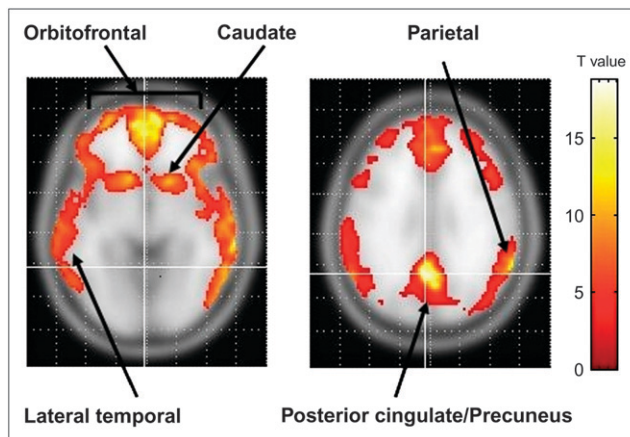 Orbitofrontal
Caudate
Parietal
T value
15
10
5
0
Lateral temporal
Posterior cingulate/Precuneus